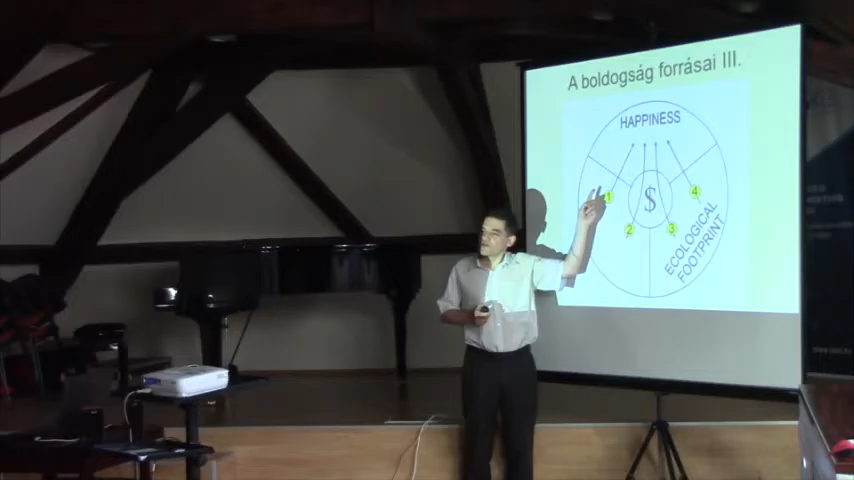 A boldogság forrásai III.
HAPPINESS
1
4
$
2
3
ECOLOGICAL
FOOTPRINT